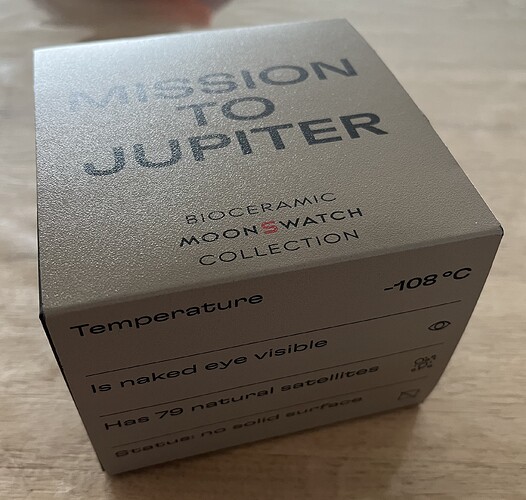 MISSION
TO
JUPITER
BIOCERAMIC
MOONSWATCH
COLLECTION
Temperature -108 °C
Is naked eye visible
Has 79 natural satellites
Status: no solid surface